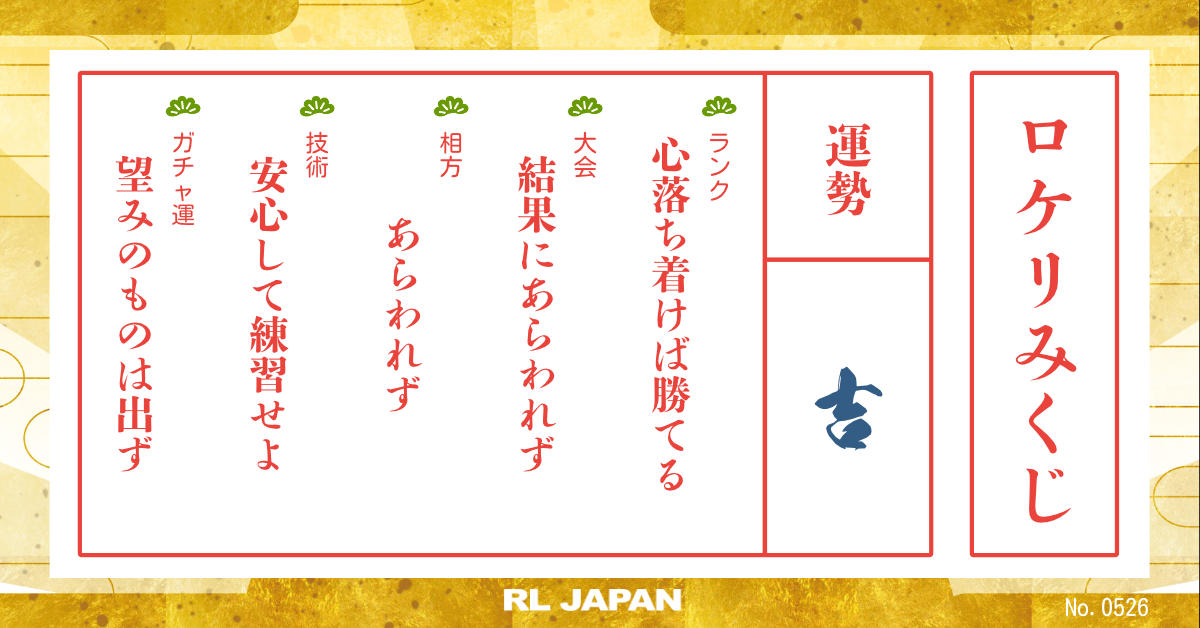 ロケリみくじ
運勢
吉
ランク
心落ち着けば勝てる
大会
結果にあらわれず
相方
あらわれず
技術
安心して練習せよ
ガチャ運
望みのものは出ず
RL JAPAN
No. 0526